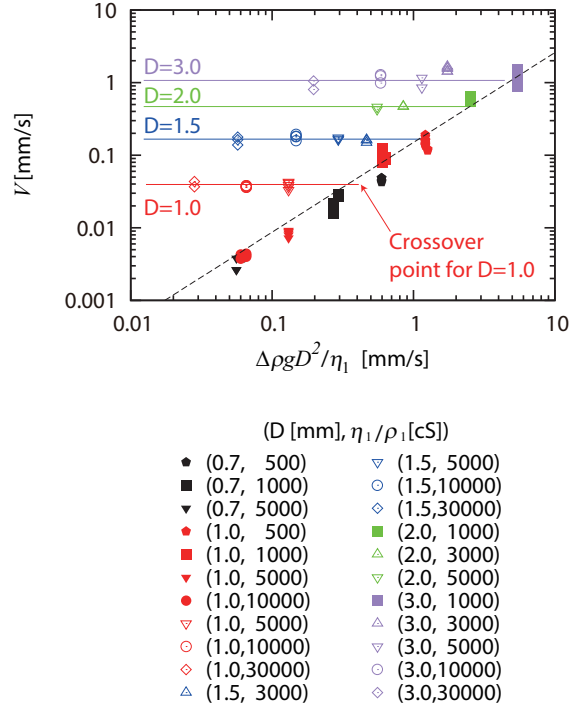 10
1
0.1
0.01
0.001
V [mm/s]
D=3.0
D=2.0
D=1.5
D=1.0
Crossover
point for D=1.0
0.01 0.1 1 10
ΔρgD²/η₁ [mm/s]
(D [mm], η₁/ρ₁[cS])
(0.7, 500)
(0.7, 1000)
(0.7, 5000)
(1.0, 500)
(1.0, 1000)
(1.0, 5000)
(1.0,10000)
(1.0, 5000)
(1.0,10000)
(1.0,30000)
(1.5, 3000)
(1.5, 5000)
(1.5,10000)
(1.5,30000)
(2.0, 1000)
(2.0, 3000)
(2.0, 5000)
(3.0, 1000)
(3.0, 3000)
(3.0, 5000)
(3.0,10000)
(3.0,30000)